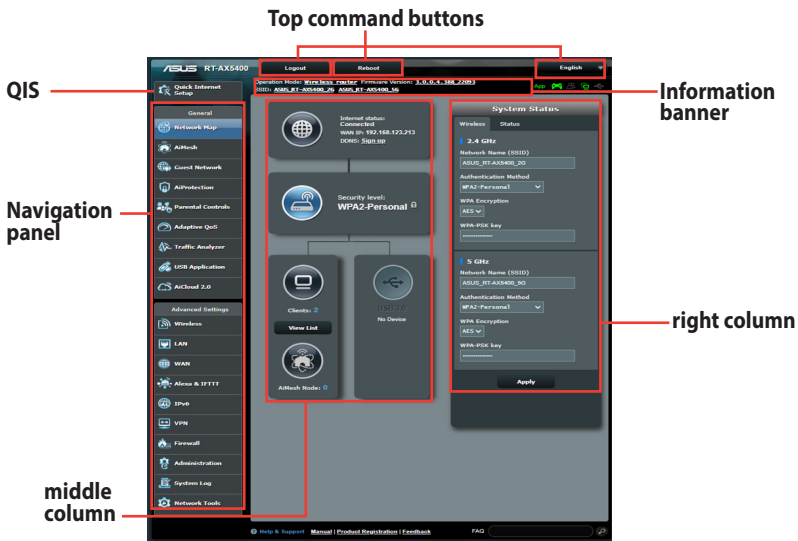 Top command buttons
/SUS RT-AX5400
Logout
Reboot
English
QIS
Quick Internet
Setup
Operation Mode: Wireless router Firmware Version: 3.0.0.4.388_22093
SSID: ASUS_RT-AX5400_2G ASUS_RT-AX5400_5G
App
Information
banner
General
Network Map
AiMesh
Guest Network
AiProtection
Parental Controls
Adaptive QoS
Traffic Analyzer
USB Application
AiCloud 2.0
Navigation
panel
Advanced Settings
Wireless
LAN
WAN
Alexa & IFTTT
IPv6
VPN
Firewall
Administration
System Log
Network Tools
Internet status:
Connected
WAN IP: 192.168.123.213
DDNS: Sign up
Security level:
WPA2-Personal
Clients: 2
View List
AiMesh Node: 0
USB 3.0
No Device
middle
column
System Status
Wireless Status
2.4 GHz
Network Name (SSID)
ASUS_RT-AX5400_2G
Authentication Method
WPA2-Personal
WPA Encryption
AES
WPA-PSK key
--------------
5 GHz
Network Name (SSID)
ASUS_RT-AX5400_5G
Authentication Method
WPA2-Personal
WPA Encryption
AES
WPA-PSK key
--------------
Apply
right column
Help & Support Manual | Product Registration | Feedback FAQ